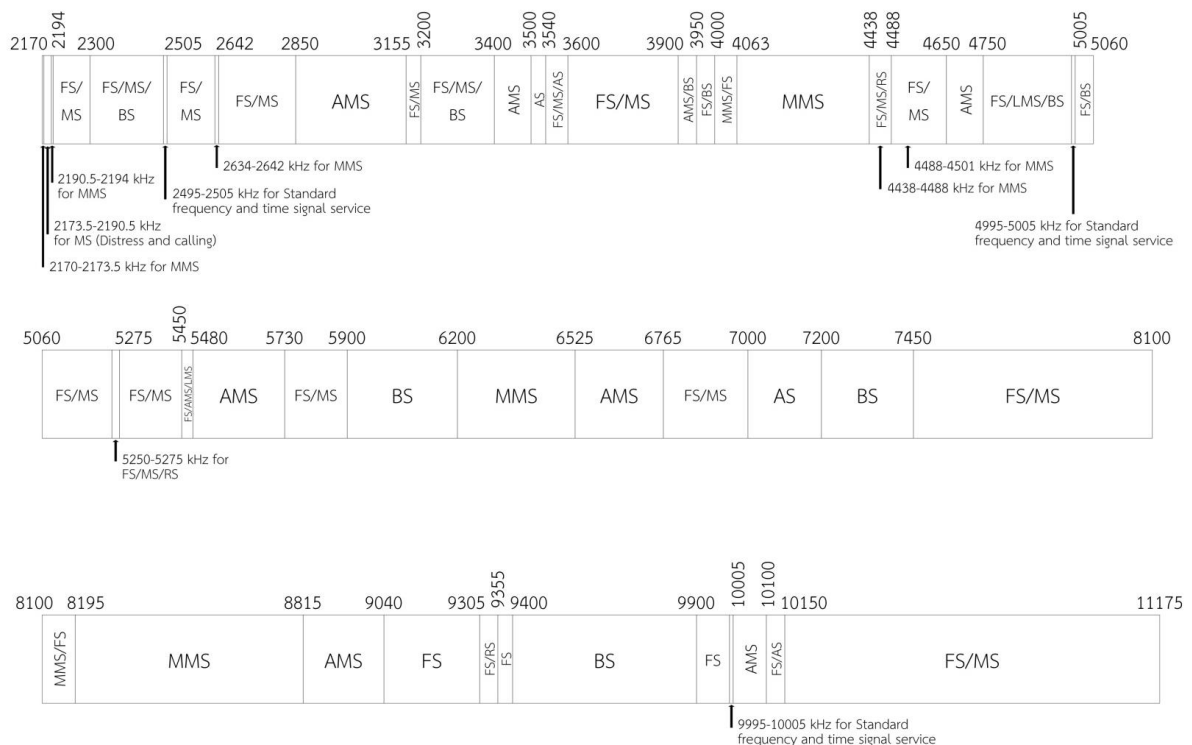 2170 2194 2300 2505 2642 2850 3155 3200 3400 3500 3540 3600 3900 3950 4000 4063 4438 4488 4650 4750 5005 5060
FS/ MS
FS/MS/ BS
FS/ MS
FS/MS
AMS
FS/MS
FS/MS/ BS
AMS
AS
FS/MS/AS
FS/MS
AMS/BS
FS/BS
MMS/FS
MMS
FS/MS/RS
FS/ MS
AMS
FS/LMS/BS
FS/BS
2190.5-2194 kHz
for MMS
2173.5-2190.5 kHz
for MS (Distress and calling)
2170-2173.5 kHz for MMS
2634-2642 kHz for MMS
2495-2505 kHz for Standard
frequency and time signal service
4488-4501 kHz for MMS
4438-4488 kHz for MMS
4995-5005 kHz for Standard
frequency and time signal service
5060 5275 5450 5480 5730 5900 6200 6525 6765 7000 7200 7450 8100
FS/MS FS/MS FS/AMS/LMS AMS FS/MS BS MMS AMS FS/MS AS BS FS/MS
5250-5275 kHz for
FS/MS/RS
8100 8195 8815 9040 9305 9355 9400 9900 10005 10100 10150 11175
MMS/FS MMS AMS FS FS/RS FS BS FS AMS FS/AS FS/MS
9995-10005 kHz for Standard
frequency and time signal service